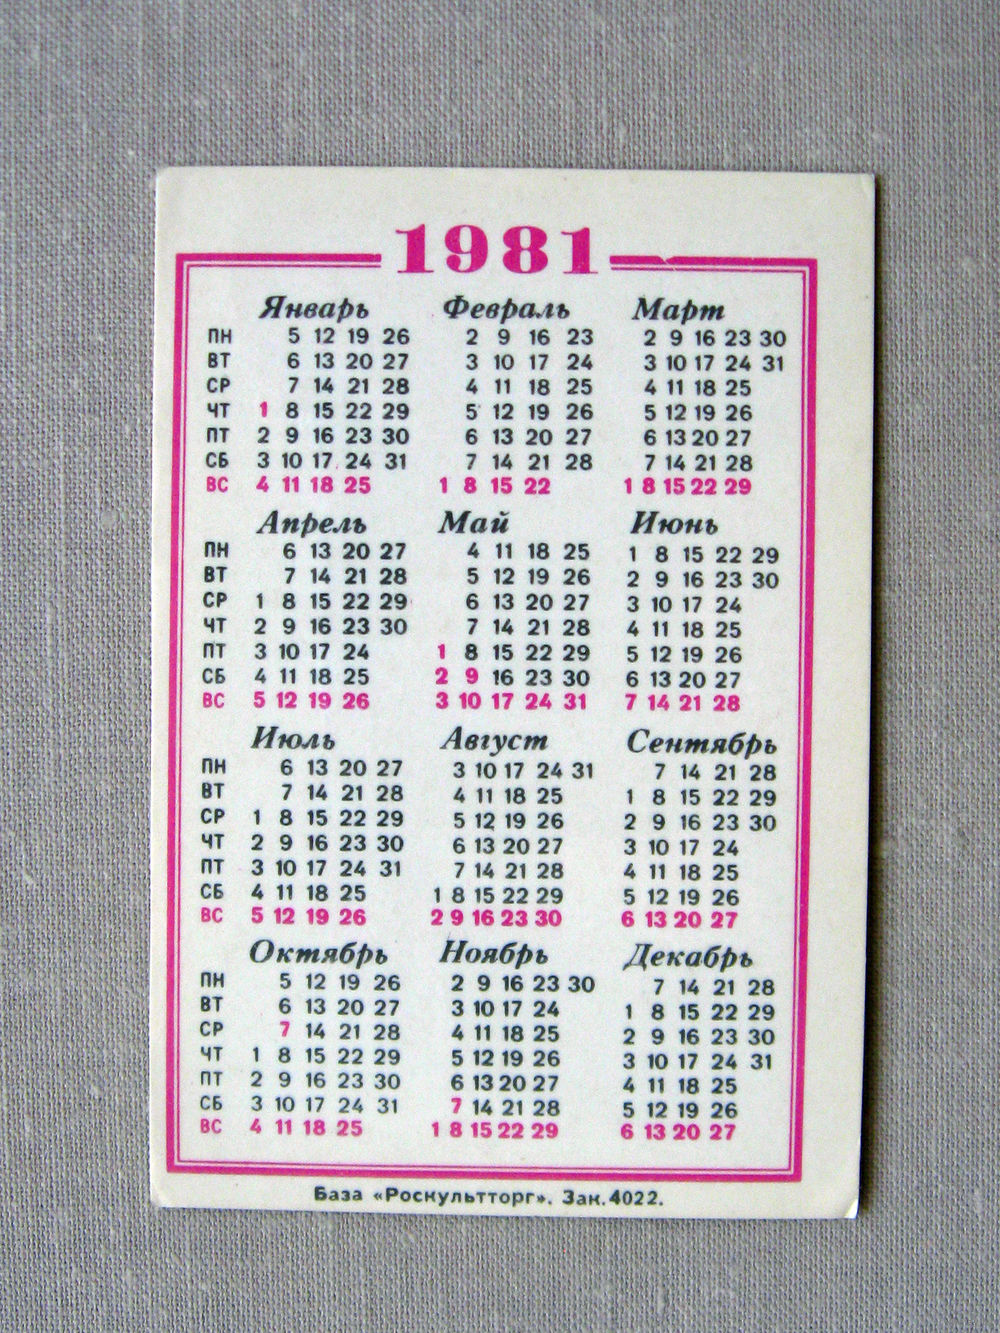 1981
Январь Февраль Март
ПН 5 12 19 26 2 9 16 23 2 9 16 23 30
ВТ 6 13 20 27 3 10 17 24 3 10 17 24 31
СР 7 14 21 28 4 11 18 25 4 11 18 25
ЧТ 1 8 15 22 29 5 12 19 26 5 12 19 26
ПТ 2 9 16 23 30 6 13 20 27 6 13 20 27
СБ 3 10 17 24 31 7 14 21 28 7 14 21 28
ВС 4 11 18 25 1 8 15 22 1 8 15 22 29
Апрель Май Июнь
ПН 6 13 20 27 4 11 18 25 1 8 15 22 29
ВТ 7 14 21 28 5 12 19 26 2 9 16 23 30
СР 1 8 15 22 29 6 13 20 27 3 10 17 24
ЧТ 2 9 16 23 30 7 14 21 28 4 11 18 25
ПТ 3 10 17 24 1 8 15 22 29 5 12 19 26
СБ 4 11 18 25 2 9 16 23 30 6 13 20 27
ВС 5 12 19 26 3 10 17 24 31 7 14 21 28
Июль Август Сентябрь
ПН 6 13 20 27 3 10 17 24 31 7 14 21 28
ВТ 7 14 21 28 4 11 18 25 1 8 15 22 29
СР 1 8 15 22 29 5 12 19 26 2 9 16 23 30
ЧТ 2 9 16 23 30 6 13 20 27 3 10 17 24
ПТ 3 10 17 24 31 7 14 21 28 4 11 18 25
СБ 4 11 18 25 1 8 15 22 29 5 12 19 26
ВС 5 12 19 26 2 9 16 23 30 6 13 20 27
Октябрь Ноябрь Декабрь
ПН 5 12 19 26 2 9 16 23 30 7 14 21 28
ВТ 6 13 20 27 3 10 17 24 1 8 15 22 29
СР 7 14 21 28 4 11 18 25 2 9 16 23 30
ЧТ 1 8 15 22 29 5 12 19 26 3 10 17 24 31
ПТ 2 9 16 23 30 6 13 20 27 4 11 18 25
СБ 3 10 17 24 31 7 14 21 28 5 12 19 26
ВС 4 11 18 25 1 8 15 22 29 6 13 20 27
База «Роскультторг». Зак. 4022.